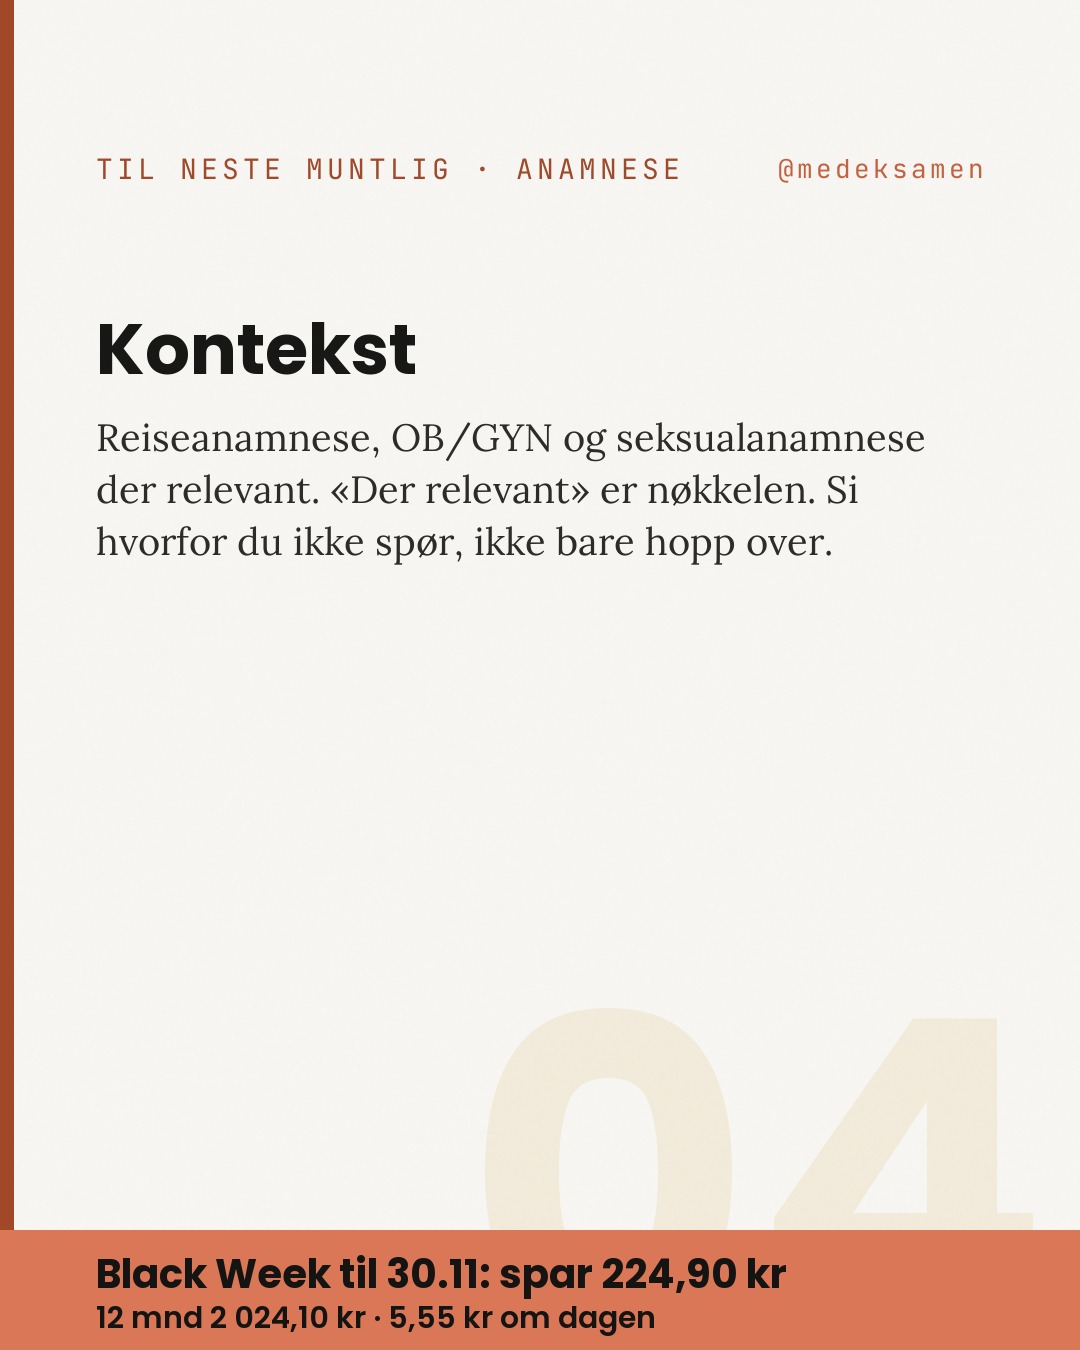 TIL NESTE MUNTLIG · ANAMNESE
@medeksamen
Kontekst
Reiseanamnese, OB/GYN og seksualanamnese
der relevant. «Der relevant» er nøkkelen. Si
hvorfor du ikke spør, ikke bare hopp over.
04
Black Week til 30.11: spar 224,90 kr
12 mnd 2 024,10 kr · 5,55 kr om dagen